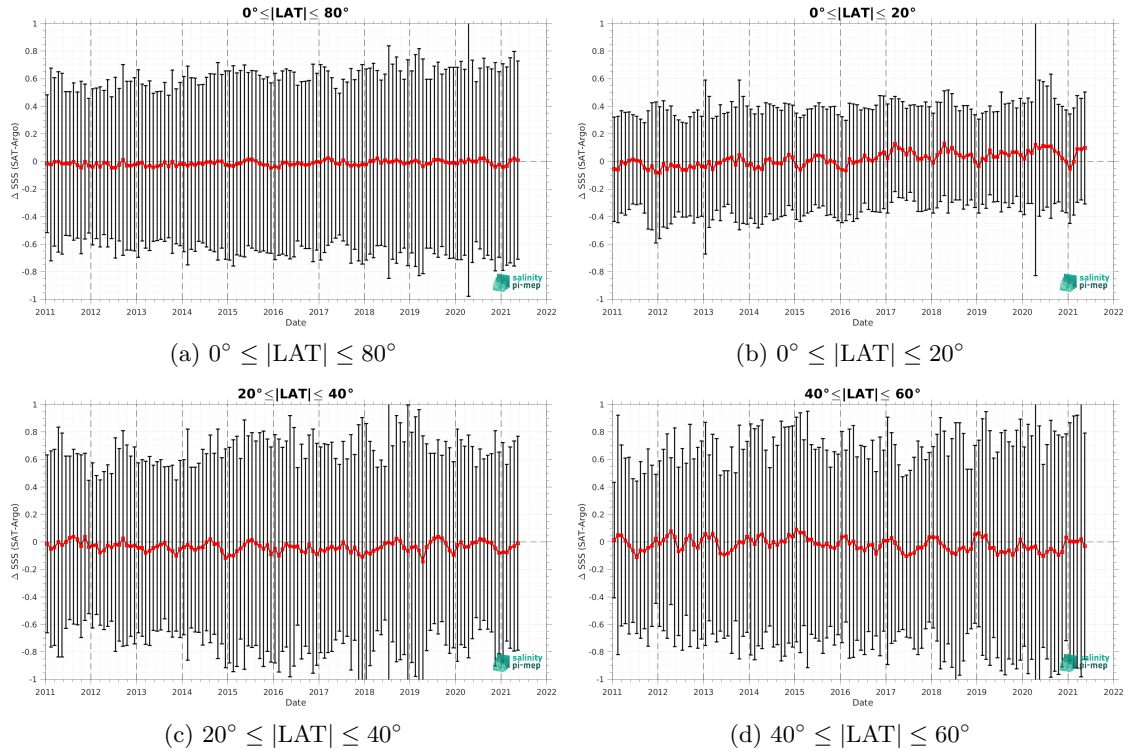 0°≤|LAT|≤ 80°
Δ SSS (SAT-Argo)
1
0.8
0.6
0.4
0.2
0
-0.2
-0.4
-0.6
-0.8
-1
2011 2012 2013 2014 2015 2016 2017 2018 2019 2020 2021 2022
Date
salinity
pi-mep
(a) 0° ≤ |LAT| ≤ 80°
0°≤|LAT|≤ 20°
Δ SSS (SAT-Argo)
1
0.8
0.6
0.4
0.2
0
-0.2
-0.4
-0.6
-0.8
-1
2011 2012 2013 2014 2015 2016 2017 2018 2019 2020 2021 2022
Date
salinity
pi-mep
(b) 0° ≤ |LAT| ≤ 20°
20°≤|LAT|≤ 40°
Δ SSS (SAT-Argo)
1
0.8
0.6
0.4
0.2
0
-0.2
-0.4
-0.6
-0.8
-1
2011 2012 2013 2014 2015 2016 2017 2018 2019 2020 2021 2022
Date
salinity
pi-mep
(c) 20° ≤ |LAT| ≤ 40°
40°≤|LAT|≤ 60°
Δ SSS (SAT-Argo)
1
0.8
0.6
0.4
0.2
0
-0.2
-0.4
-0.6
-0.8
-1
2011 2012 2013 2014 2015 2016 2017 2018 2019 2020 2021 2022
Date
salinity
pi-mep
(d) 40° ≤ |LAT| ≤ 60°